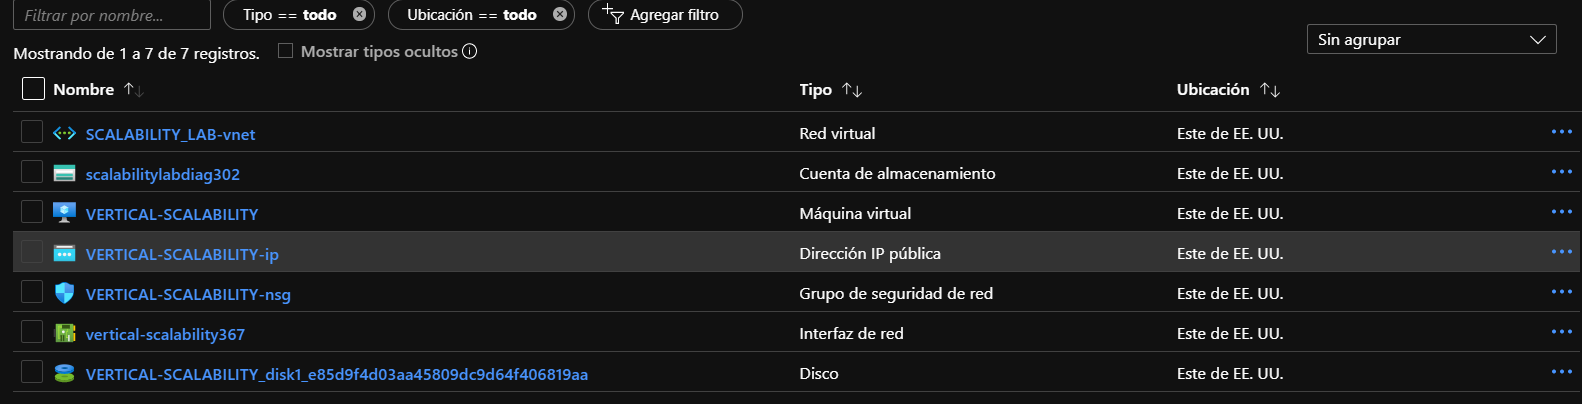 Filtrar por nombre...
Tipo == todo
Ubicación == todo
Agregar filtro
Mostrando de 1 a 7 de 7 registros.
Mostrar tipos ocultos
Sin agrupar
Nombre Tipo Ubicación
SCALABILITY_LAB-vnet Red virtual Este de EE. UU.
scalabilitylabdiag302 Cuenta de almacenamiento Este de EE. UU.
VERTICAL-SCALABILITY Máquina virtual Este de EE. UU.
VERTICAL-SCALABILITY-ip Dirección IP pública Este de EE. UU.
VERTICAL-SCALABILITY-nsg Grupo de seguridad de red Este de EE. UU.
vertical-scalability367 Interfaz de red Este de EE. UU.
VERTICAL-SCALABILITY_disk1_e85d9f4d03aa45809dc9d64f406819aa Disco Este de EE. UU.